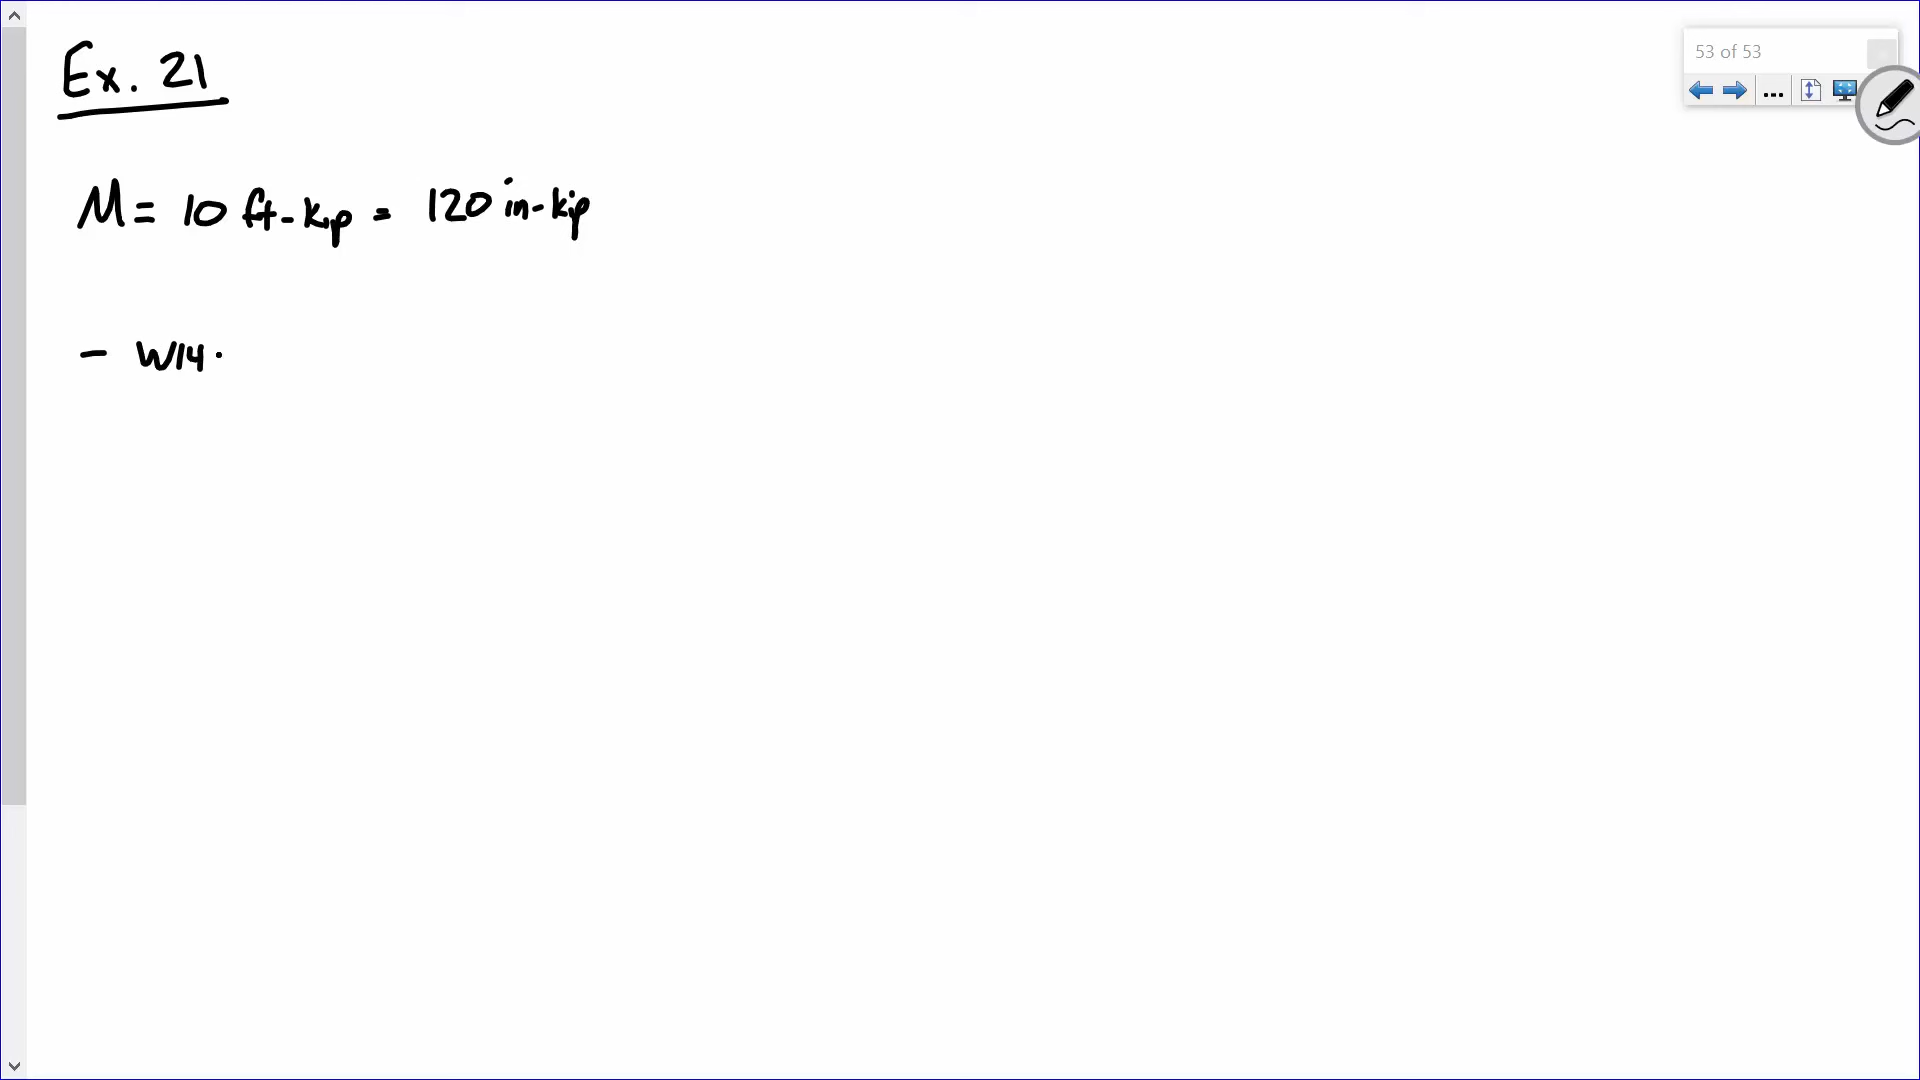 Ex. 21
53 of 53
M = 10 ft-kip = 120 in-kip
- W14 ·